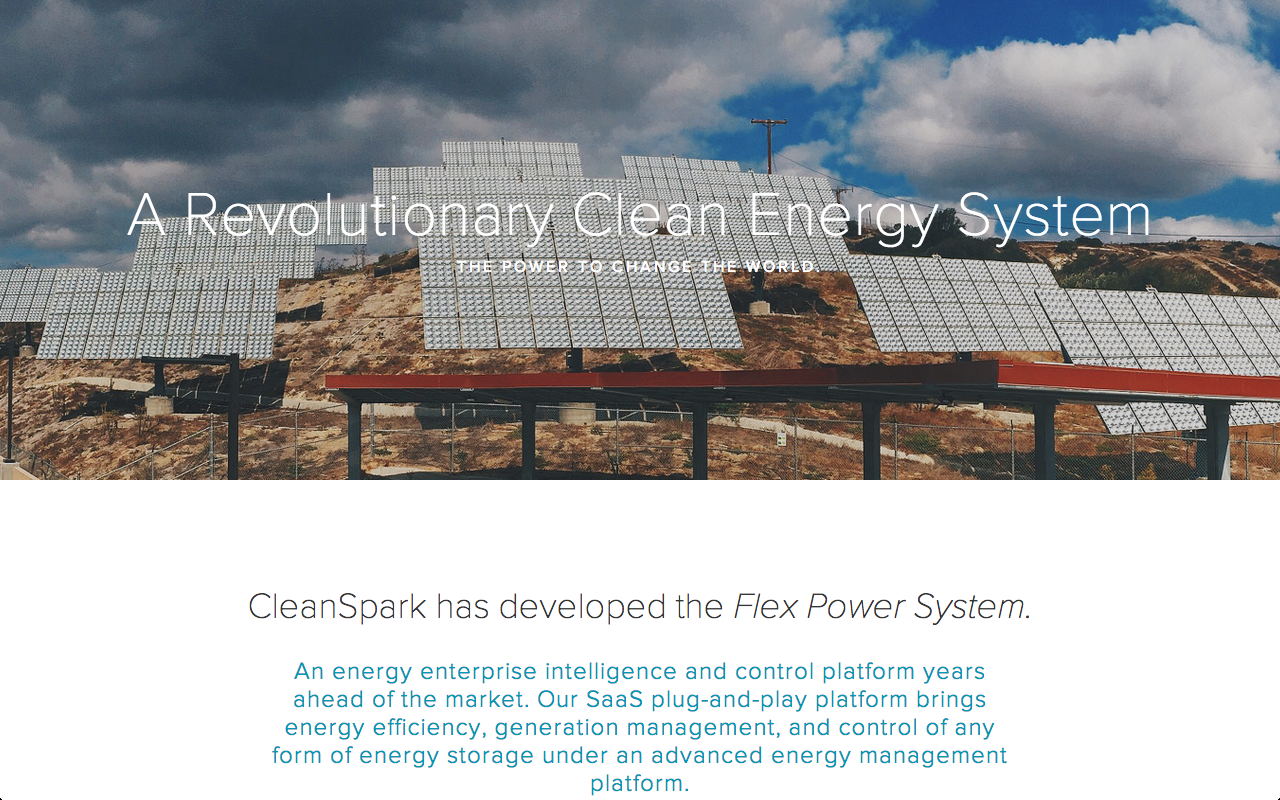 A Revolutionary Clean Energy System
THE POWER TO CHANGE THE WORLD.
CleanSpark has developed the Flex Power System.
An energy enterprise intelligence and control platform years
ahead of the market. Our SaaS plug-and-play platform brings
energy efficiency, generation management, and control of any
form of energy storage under an advanced energy management
platform.